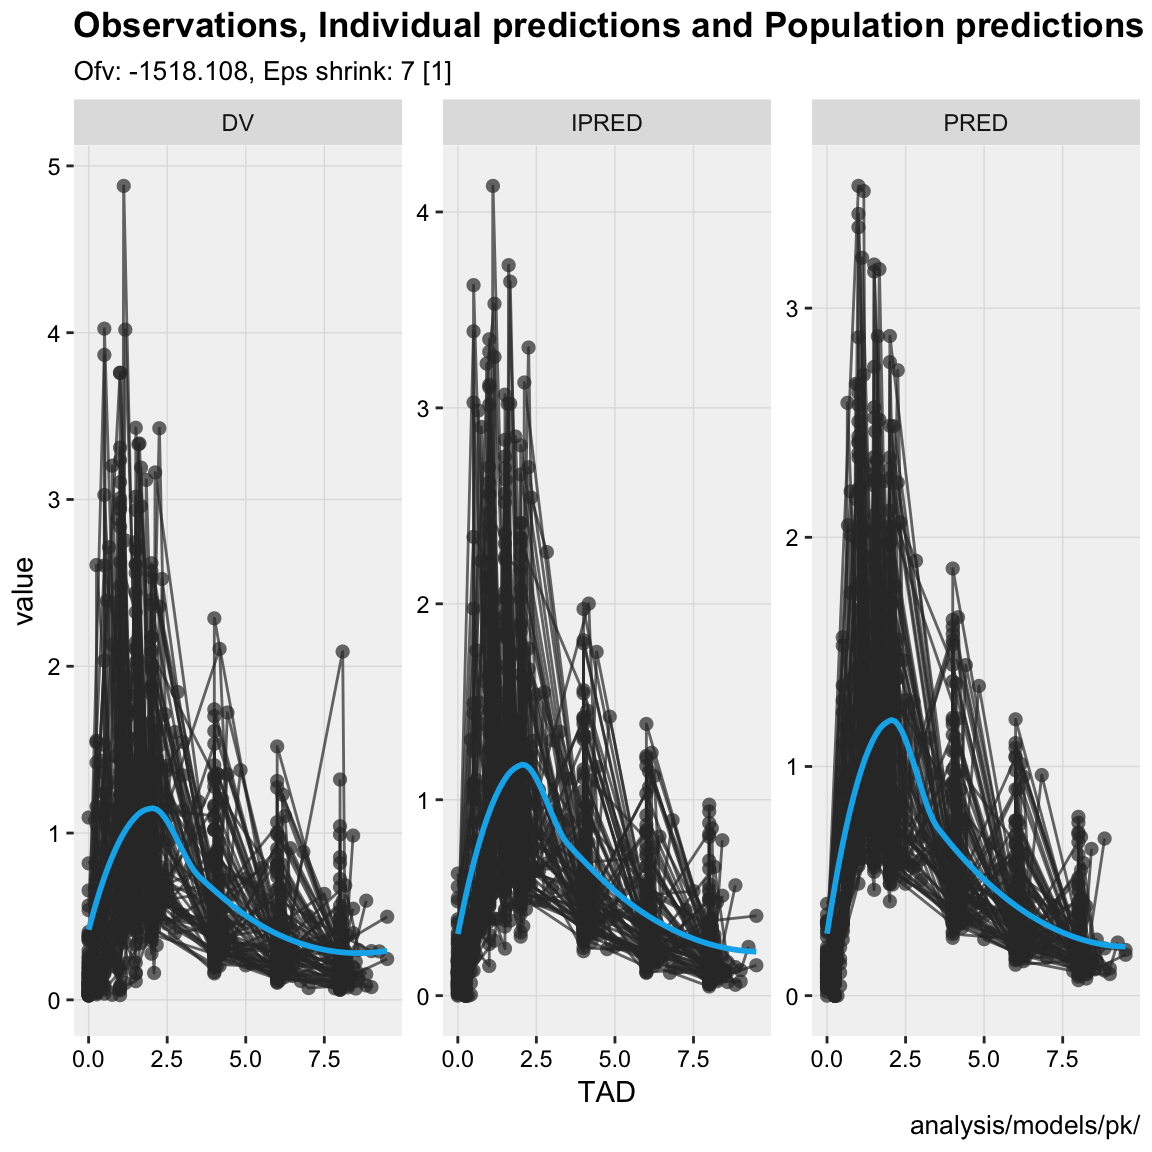 Observations, Individual predictions and Population predictions
Ofv: -1518.108, Eps shrink: 7 [1]
DV
IPRED
PRED
value
5
4
3
2
1
0
4
3
2
1
0
3
2
1
0
0.0 2.5 5.0 7.5
0.0 2.5 5.0 7.5
0.0 2.5 5.0 7.5
TAD
analysis/models/pk/